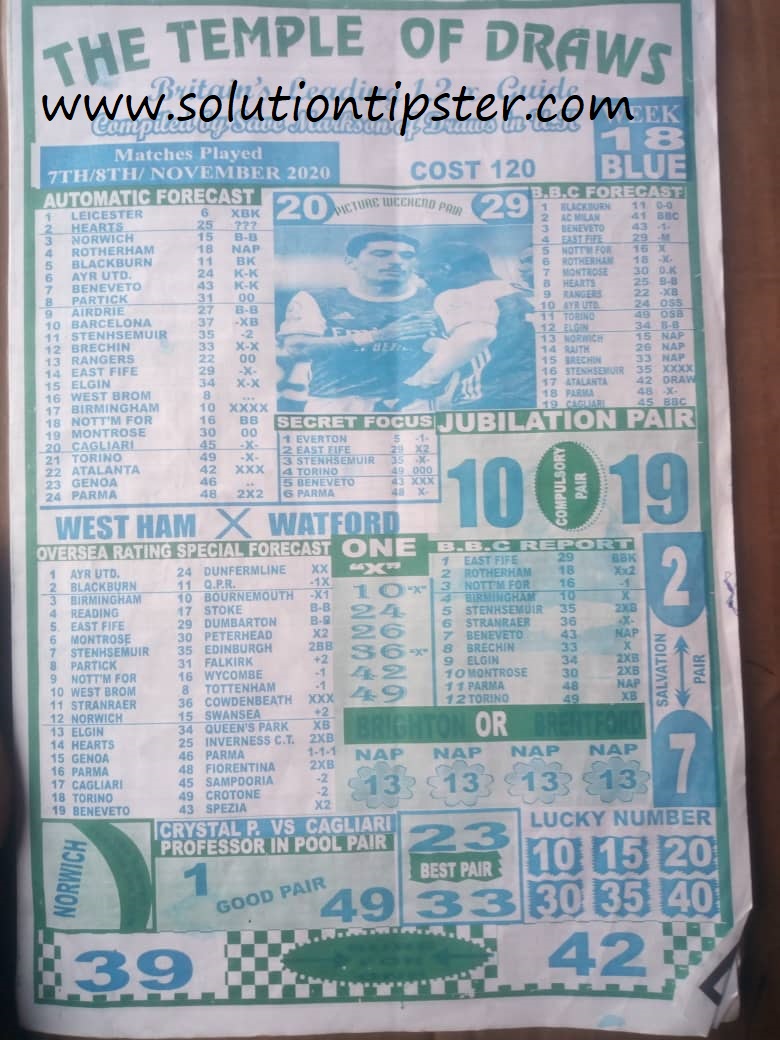 THE TEMPLE OF DRAWS
Britain's Leading 1.2.x. Guide
www.solutiontipster.com
Compiled by Save Markson of Draws in U.K
WEEK
18
BLUE
Matches Played
7TH/8TH/ NOVEMBER 2020
COST 120
AUTOMATIC FORECAST
1 LEICESTER 6 XBK
2 HEARTS 25 ???
3 NORWICH 15 B-B
4 ROTHERHAM 18 NAP
5 BLACKBURN 11 BK
6 AYR UTD. 24 K-K
7 BENEVETO 43 K-K
8 PARTICK 31 00
9 AIRDRIE 27 B-B
10 BARCELONA 37 -XB
11 STENHSEMUIR 35 -2
12 BRECHIN 33 X-X
13 RANGERS 22 00
14 EAST FIFE 29 -X-
15 ELGIN 34 X-X
16 WEST BROM 8 ...
17 BIRMINGHAM 10 XXXX
18 NOTT'M FOR 16 BB
19 MONTROSE 30 00
20 CAGLIARI 45 -X-
21 TORINO 49 -X-
22 ATALANTA 42 XXX
23 GENOA 46 ..
24 PARMA 48 2X2
20 PICTURE WEEKEND PAIR 29
B.B.C FORECAST
1 BLACKBURN 11 0-0
2 AC MILAN 41 BBC
3 BENEVETO 43 -1-
4 EAST FIFE 29 -M
5 NOTT'M FOR 16 X
6 ROTHERHAM 18 -X-
7 MONTROSE 30 0.K
8 HEARTS 25 B-B
9 RANGERS 22 -XB
10 AYR UTD. 24 OSS
11 TORINO 49 OSB
12 ELGIN 34 B-B
13 NORWICH 15 NAP
14 RAITH 26 NAP
15 BRECHIN 33 NAP
16 STENHSEMUIR 35 XXXX
17 ATALANTA 42 DRAW
18 PARMA 48 -X-
19 CAGLIARI 45 BBC
SECRET FOCUS
1 EVERTON 5 -1-
2 EAST FIFE 29 X2
3 STENHSEMUIR 35 -X-
4 TORINO 49 000
5 BENEVETO 43 XXX
6 PARMA 48 X-
JUBILATION PAIR
10 COMPULSORY PAIR 19
WEST HAM X WATFORD
OVERSEA RATING SPECIAL FORECAST
1 AYR UTD. 24 DUNFERMLINE XX
2 BLACKBURN 11 Q.P.R. -1X
3 BIRMINGHAM 10 BOURNEMOUTH -X1
4 READING 17 STOKE B-B
5. EAST FIFE 29 DUMBARTON B-B
6 MONTROSE 30 PETERHEAD X2
7 STENHSEMUIR 35 EDINBURGH 2BB
8 PARTICK 31 FALKIRK +2
9 NOTT'M FOR 16 WYCOMBE -1
10 WEST BROM 8 TOTTENHAM -1
11 STRANRAER 36 COWDENBEATH XXX
12 NORWICH 15 SWANSEA +2
13 ELGIN 34 QUEEN'S PARK XB
14 HEARTS 25 INVERNESS C.T. 2XB
15 GENOA 46 PARMA 1-1-1
16 PARMA 48 FIORENTINA 2XB
17 CAGLIARI 45 SAMPDORIA -2
18 TORINO 49 CROTONE -2
19 BENEVETO 43 SPEZIA X2
ONE
"X"
10 "X"
24
26
36 "X"
42
49
B.B.C REPORT
1 EAST FIFE 29 BBK
2 ROTHERHAM 18 Xx2
3 NOTT'M FOR 16 -1
4 BIRMINGHAM 10 X
5 STENHSEMUIR 35 2XB
6 STRANRAER 36 -X-
7 BENEVETO 43 NAP
8 BRECHIN 33 X
9 ELGIN 34 2XB
10 MONTROSE 30 2XB
11 PARMA 48 NAP
12 TORINO 49 XB
2
SALVATION PAIR
7
BRIGHTON OR BRENTFORD
NAP NAP NAP NAP
13 13 13 13
NORWICH
CRYSTAL P. VS CAGLIARI
PROFESSOR IN POOL PAIR
1 GOOD PAIR 49
23
BEST PAIR
33
LUCKY NUMBER
10 15 20
30 35 40
39 42